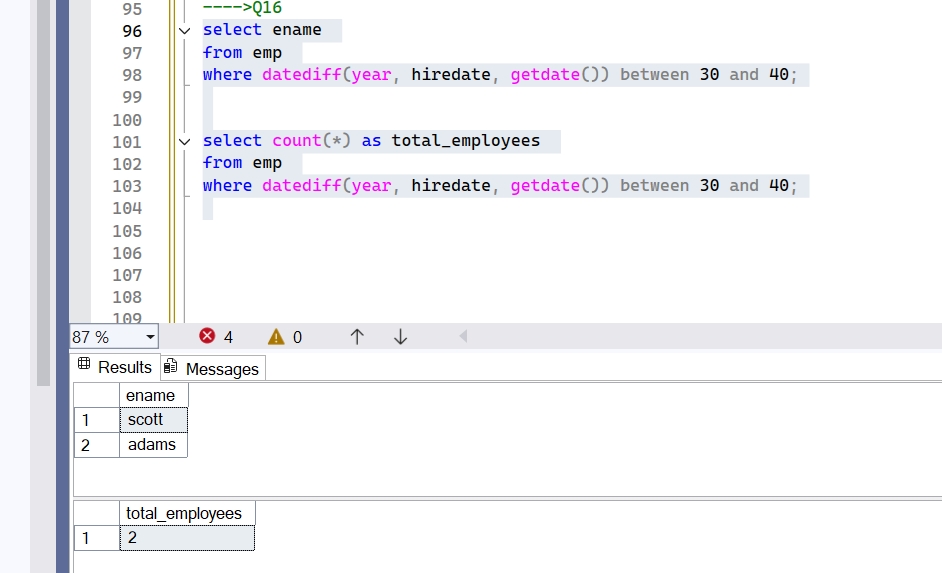 95 ---->Q16
96 select ename
97 from emp
98 where datediff(year, hiredate, getdate()) between 30 and 40;
99
100
101 select count(*) as total_employees
102 from emp
103 where datediff(year, hiredate, getdate()) between 30 and 40;
104
105
106
107
108
109
87 % 4 0
Results Messages
ename
1 scott
2 adams
total_employees
1 2